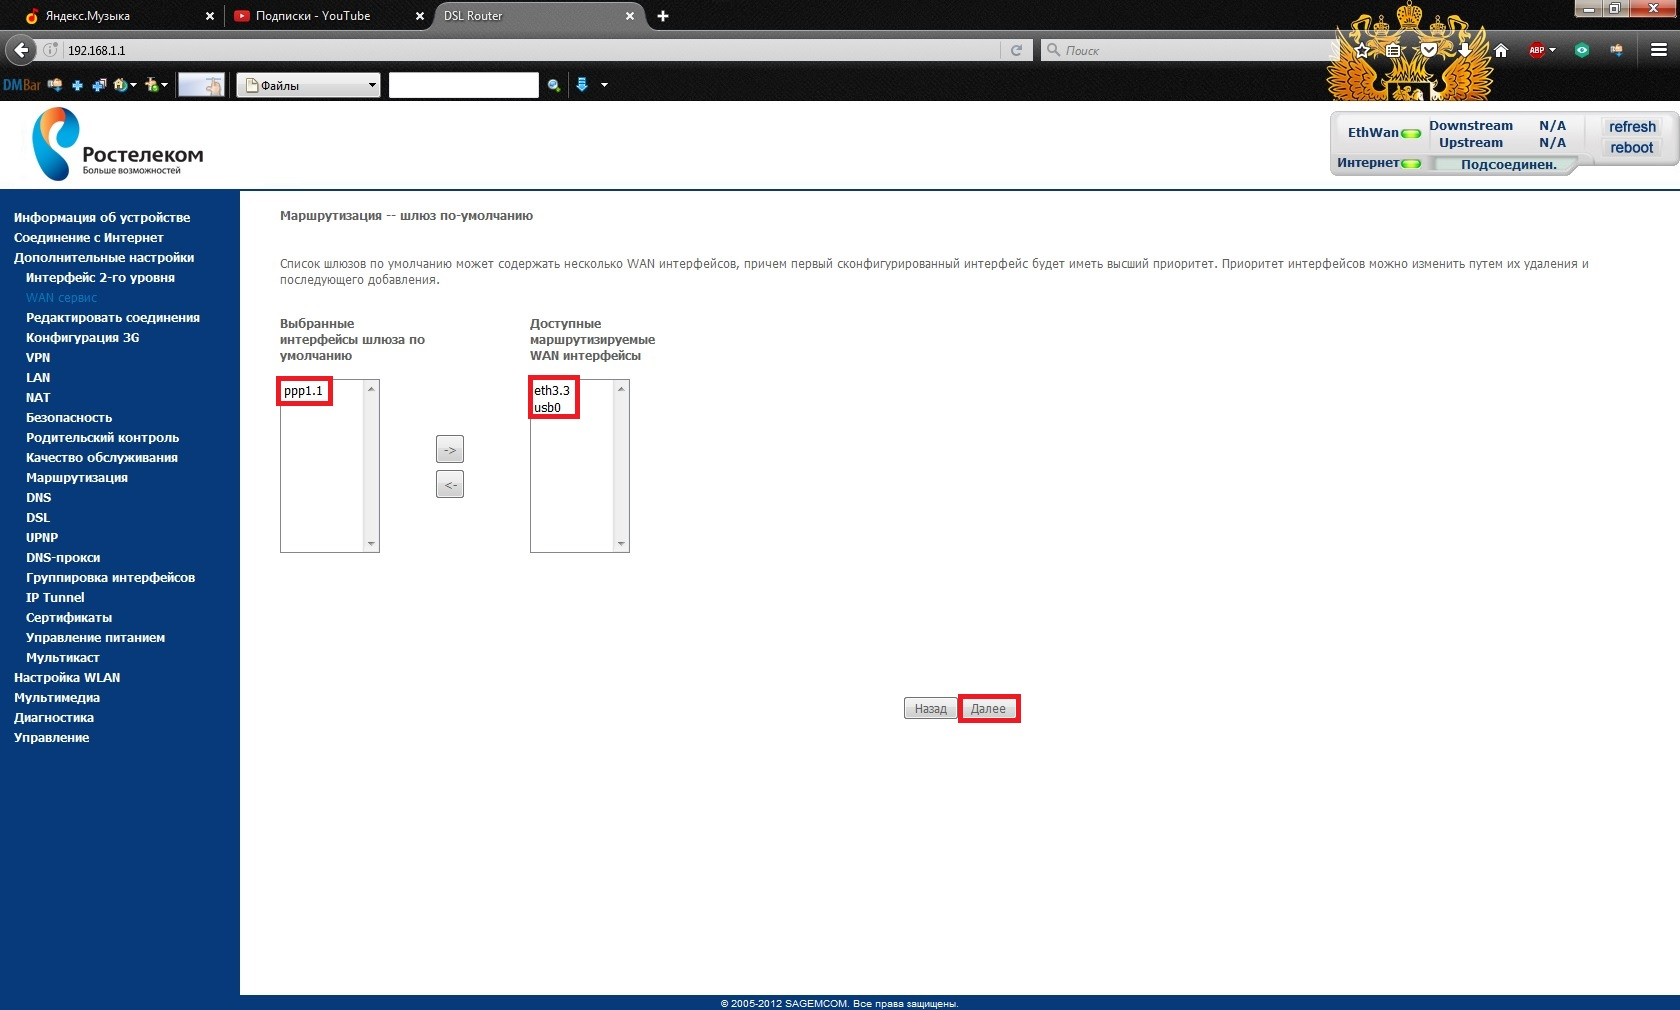 Яндекс.Музыка
Подписки - YouTube
DSL Router
192.168.1.1
Поиск
ABP
DMBar
Файлы
Ростелеком
Больше возможностей
EthWan
Downstream N/A
Upstream N/A
Интернет
Подсоединен.
refresh
reboot
Информация об устройстве
Соединение с Интернет
Дополнительные настройки
Интерфейс 2-го уровня
WAN сервис
Редактировать соединения
Конфигурация 3G
VPN
LAN
NAT
Безопасность
Родительский контроль
Качество обслуживания
Маршрутизация
DNS
DSL
UPNP
DNS-прокси
Группировка интерфейсов
IP Tunnel
Сертификаты
Управление питанием
Мультикаст
Настройка WLAN
Мультимедиа
Диагностика
Управление
Маршрутизация -- шлюз по-умолчанию
Список шлюзов по умолчанию может содержать несколько WAN интерфейсов, причем первый сконфигурированный интерфейс будет иметь высший приоритет. Приоритет интерфейсов можно изменить путем их удаления и
последующего добавления.
Выбранные
интерфейсы шлюза по
умолчанию
ppp1.1
->
<-
Доступные
маршрутизируемые
WAN интерфейсы
eth3.3
usb0
Назад
Далее
© 2005-2012 SAGEMCOM. Все права защищены.